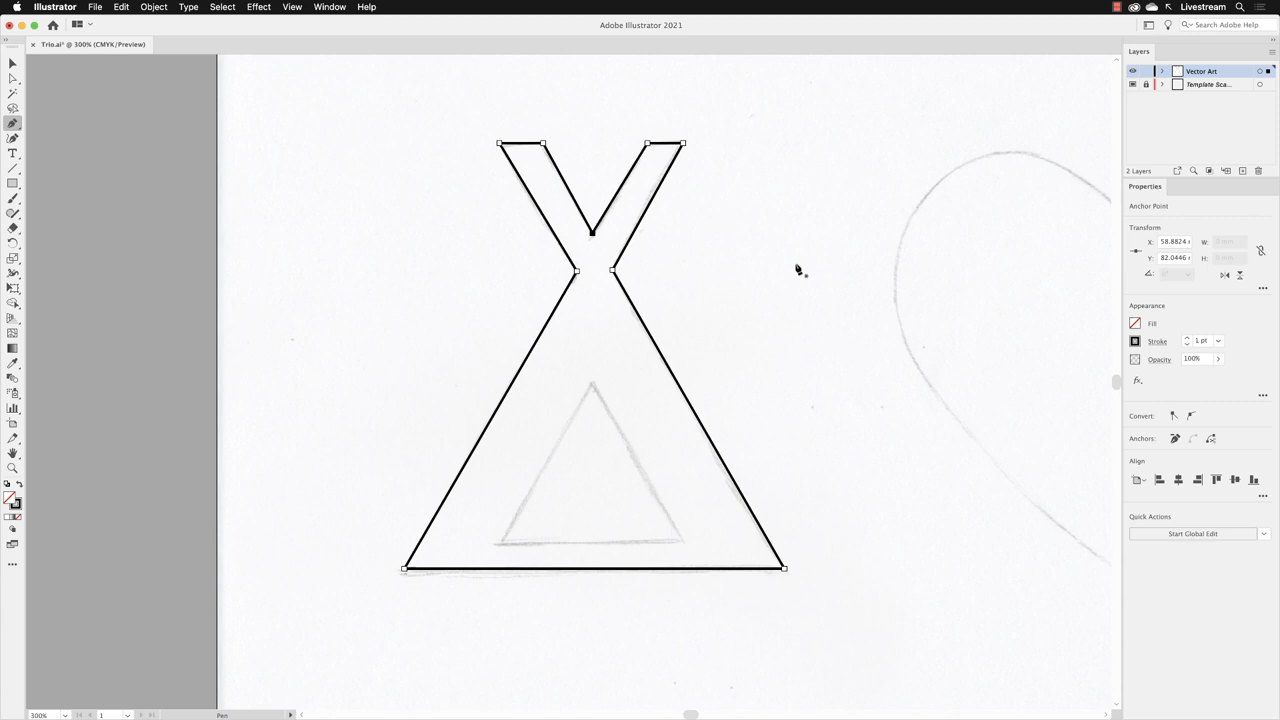 Illustrator File Edit Object Type Select Effect View Window Help Livestream
Adobe Illustrator 2021 Search Adobe Help
Trio.ai* @ 300% (CMYK/Preview)
Layers
Vector Art
Template Sca...
2 Layers
Properties
Anchor Point
Transform
X: 58.8824 W:
Y: 82.0446 H:
Appearance
Fill
Stroke 1 pt
Opacity 100%
fx.
Convert:
Anchors:
Align
Quick Actions
Start Global Edit
300% 1 Pen